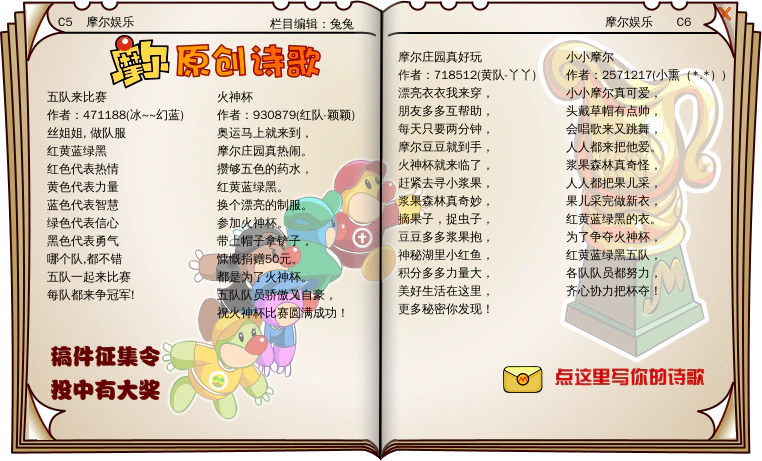 C5 摩尔娱乐
栏目编辑：兔兔
摩尔原创诗歌
五队来比赛
作者：471188(冰~~幻蓝)
丝姐姐, 做队服
红黄蓝绿黑
红色代表热情
黄色代表力量
蓝色代表智慧
绿色代表信心
黑色代表勇气
哪个队,都不错
五队一起来比赛
每队都来争冠军!
火神杯
作者：930879(红队-颖颖)
奥运马上就来到，
摩尔庄园真热闹。
攒够五色的药水，
红黄蓝绿黑。
换个漂亮的制服。
参加火神杯。
带上帽子拿铲子，
慷慨捐赠50元。
都是为了火神杯。
五队队员骄傲又自豪，
祝火神杯比赛圆满成功！
稿件征集令
投中有大奖
摩尔娱乐 C6
摩尔庄园真好玩
作者：718512(黄队-丫丫)
漂亮衣衣我来穿，
朋友多多互帮助，
每天只要两分钟，
摩尔豆豆就到手，
火神杯就来临了，
赶紧去寻小浆果，
浆果森林真奇妙，
摘果子，捉虫子，
豆豆多多浆果抱，
神秘湖里小红鱼，
积分多多力量大，
美好生活在这里，
更多秘密你发现！
小小摩尔
作者：2571217(小熏（*.*）)
小小摩尔真可爱，
头戴草帽有点帅，
会唱歌来又跳舞，
人人都来把他爱。
浆果森林真奇怪，
人人都把果儿采，
果儿采完做新衣，
红黄蓝绿黑的衣。
为了争夺火神杯，
红黄蓝绿黑五队，
各队队员都努力，
齐心协力把杯夺！
M
点这里写你的诗歌